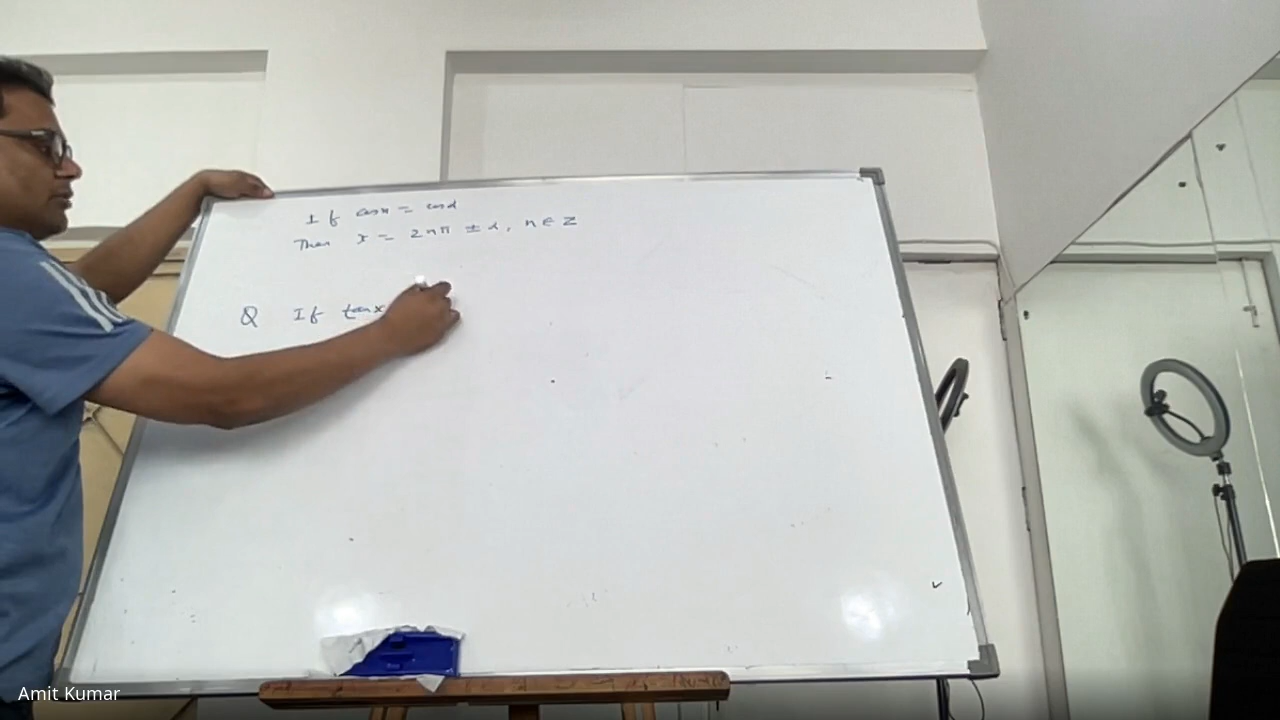 If cosx = cosα
Then x = 2nπ ± α, n ∈ Z
Q If tanx
Amit Kumar